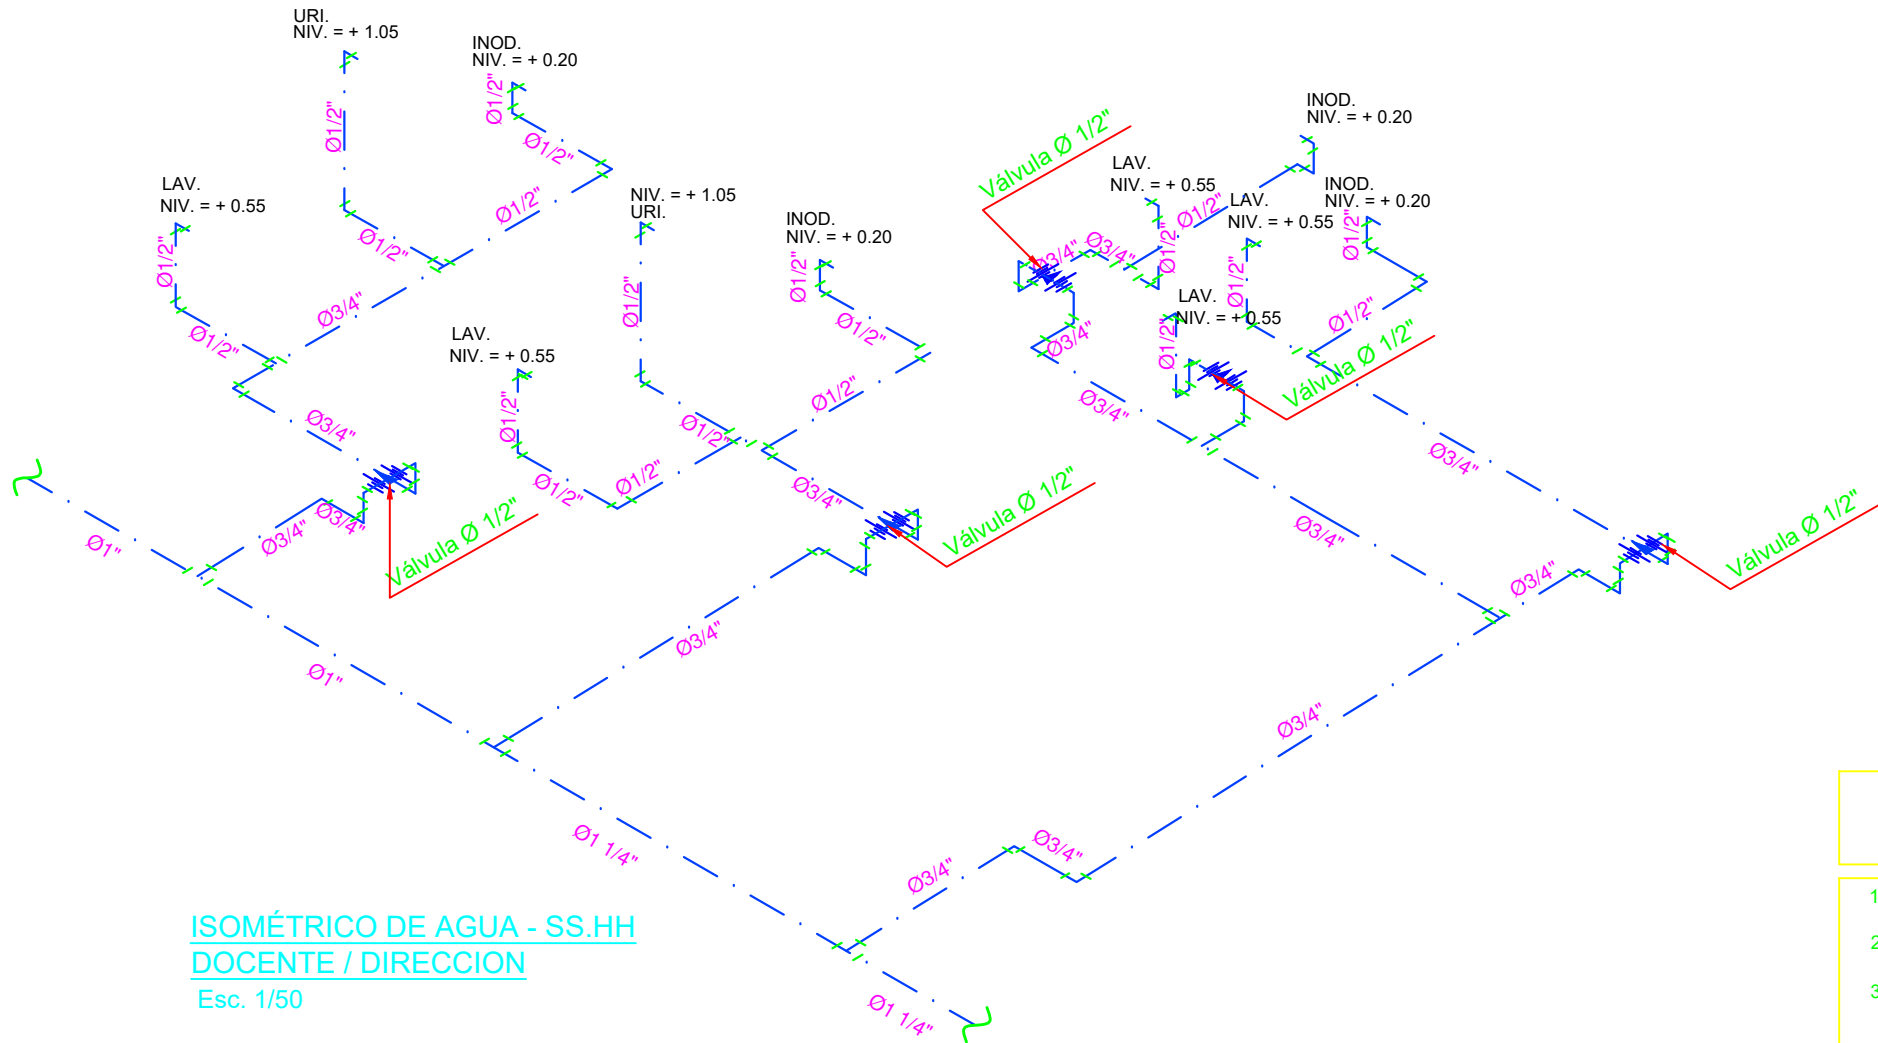 URI.
NIV. = + 1.05
INOD.
NIV. = + 0.20
Ø1/2"
Ø1/2"
Ø1/2"
LAV.
NIV. = + 0.55
Ø1/2"
Ø1/2"
Ø1/2"
Ø3/4"
Ø1/2"
Ø3/4"
NIV. = + 1.05
URI.
INOD.
NIV. = + 0.20
Ø1/2"
Ø1/2"
Ø1/2"
LAV.
NIV. = + 0.55
Ø1/2"
Ø1/2"
Ø1/2"
Ø1/2"
Ø1/2"
Ø3/4"
Válvula Ø 1/2"
INOD.
NIV. = + 0.20
LAV.
NIV. = + 0.55
Ø1/2"
Ø3/4"
Ø3/4"
Ø1/2"
INOD.
NIV. = + 0.20
LAV.
NIV. = + 0.55
Ø1/2"
Ø1/2"
Ø1/2"
LAV.
NIV. = + 0.55
Ø1/2"
Ø3/4"
Válvula Ø 1/2"
Ø3/4"
Ø3/4"
Ø3/4"
Válvula Ø 1/2"
Válvula Ø 1/2"
Válvula Ø 1/2"
Ø1"
Ø3/4"
Ø3/4"
Ø3/4"
Ø3/4"
Ø1"
Ø3/4"
Ø1 1/4"
Ø3/4"
Ø3/4"
Ø1 1/4"
ISOMÉTRICO DE AGUA - SS.HH
DOCENTE / DIRECCION
Esc. 1/50
1
2
3